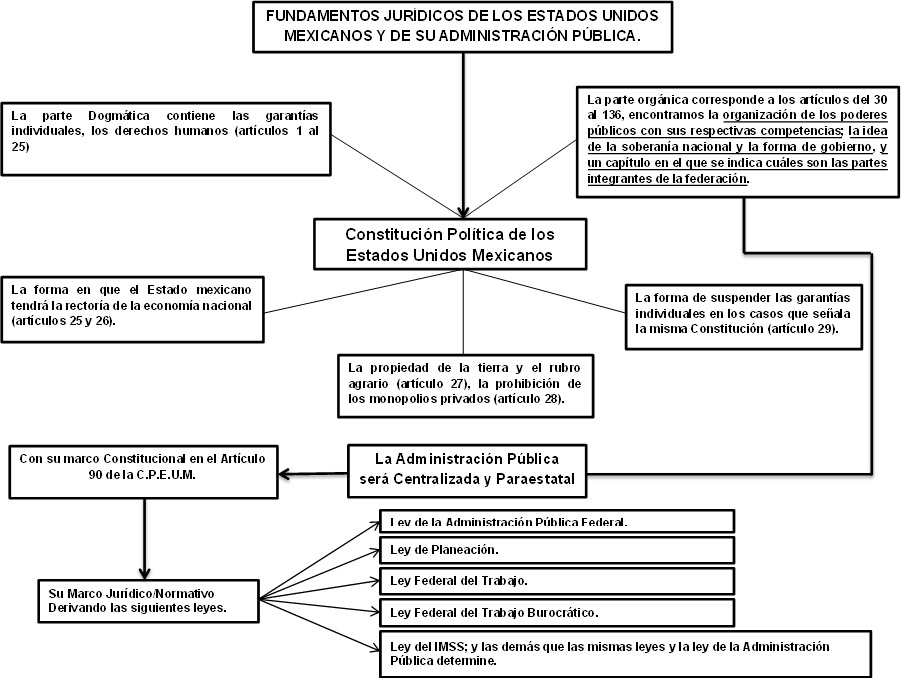 FUNDAMENTOS JURÍDICOS DE LOS ESTADOS UNIDOS
MEXICANOS Y DE SU ADMINISTRACIÓN PÚBLICA.
La parte Dogmática contiene las garantías
individuales, los derechos humanos (artículos 1 al
25)
La parte orgánica corresponde a los artículos del 30
al 136, encontramos la organización de los poderes
públicos con sus respectivas competencias; la idea
de la soberanía nacional y la forma de gobierno, y
un capítulo en el que se indica cuáles son las partes
integrantes de la federación.
Constitución Política de los
Estados Unidos Mexicanos
La forma en que el Estado mexicano
tendrá la rectoría de la economía nacional
(artículos 25 y 26).
La forma de suspender las garantías
individuales en los casos que señala
la misma Constitución (artículo 29).
La propiedad de la tierra y el rubro
agrario (artículo 27), la prohibición de
los monopolios privados (artículo 28).
Con su marco Constitucional en el Artículo
90 de la C.P.E.U.M.
La Administración Pública
será Centralizada y Paraestatal
Su Marco Jurídico/Normativo
Derivando las siguientes leyes.
Ley de la Administración Pública Federal.
Ley de Planeación.
Ley Federal del Trabajo.
Ley Federal del Trabajo Burocrático.
Ley del IMSS; y las demás que las mismas leyes y la ley de la Administración
Pública determine.